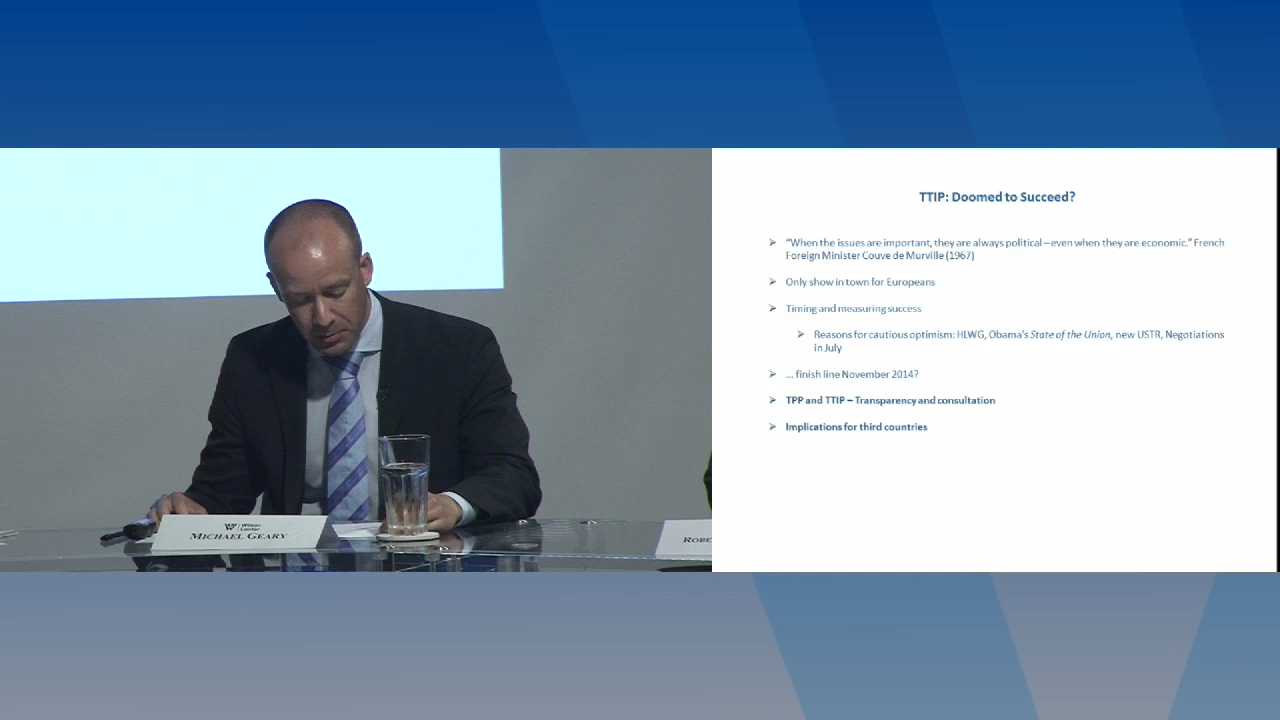 TTIP: Doomed to Succeed?
“When the issues are important, they are always political – even when they are economic.” French
Foreign Minister Couve de Murville (1967)
Only show in town for Europeans
Timing and measuring success
Reasons for cautious optimism: HLWG, Obama’s State of the Union, new USTR, Negotiations
in July
... finish line November 2014?
TPP and TTIP – Transparency and consultation
Implications for third countries
Wilson
Center
MICHAEL GEARY
ROBE